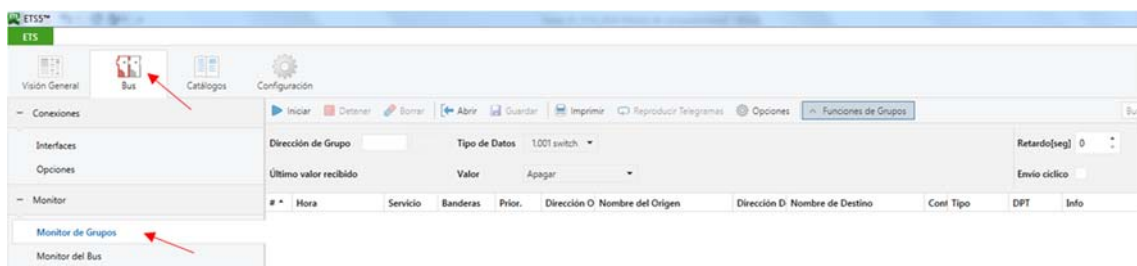 ETS5™
ETS
Visión General Bus Catálogos Configuración
Conexiones
Iniciar Detener Borrar Abrir Guardar Imprimir Reproducir Telegramas Opciones Funciones de Grupos
Interfaces
Dirección de Grupo Tipo de Datos 1.001 switch Retardo[seg] 0
Opciones
Último valor recibido Valor Apagar Envío cíclico
Monitor
# Hora Servicio Banderas Prior. Dirección O Nombre del Origen Dirección D Nombre de Destino Cont Tipo DPT Info
Monitor de Grupos
Monitor del Bus